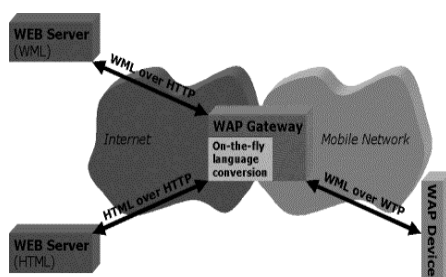 WEB Server
(WML)
WML over HTTP
WAP Gateway
Internet
On-the-fly
language
conversion
Mobile Network
HTML over HTTP
WML over WTP
WEB Server
(HTML)
WAP Device